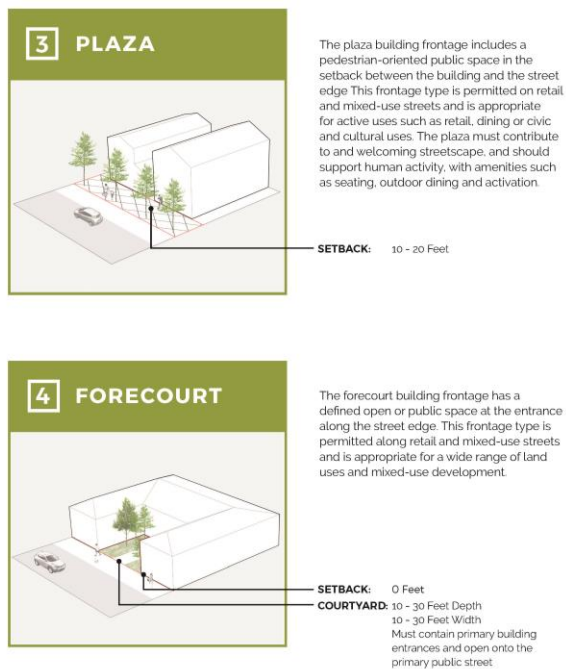 3 PLAZA
The plaza building frontage includes a
pedestrian-oriented public space in the
setback between the building and the street
edge This frontage type is permitted on retail
and mixed-use streets and is appropriate
for active uses such as retail, dining or civic
and cultural uses. The plaza must contribute
to and welcoming streetscape, and should
support human activity, with amenities such
as seating, outdoor dining and activation.
SETBACK: 10 - 20 Feet
4 FORECOURT
The forecourt building frontage has a
defined open or public space at the entrance
along the street edge. This frontage type is
permitted along retail and mixed-use streets
and is appropriate for a wide range of land
uses and mixed-use development.
SETBACK: 0 Feet
COURTYARD: 10 - 30 Feet Depth
10 - 30 Feet Width
Must contain primary building
entrances and open onto the
primary public street